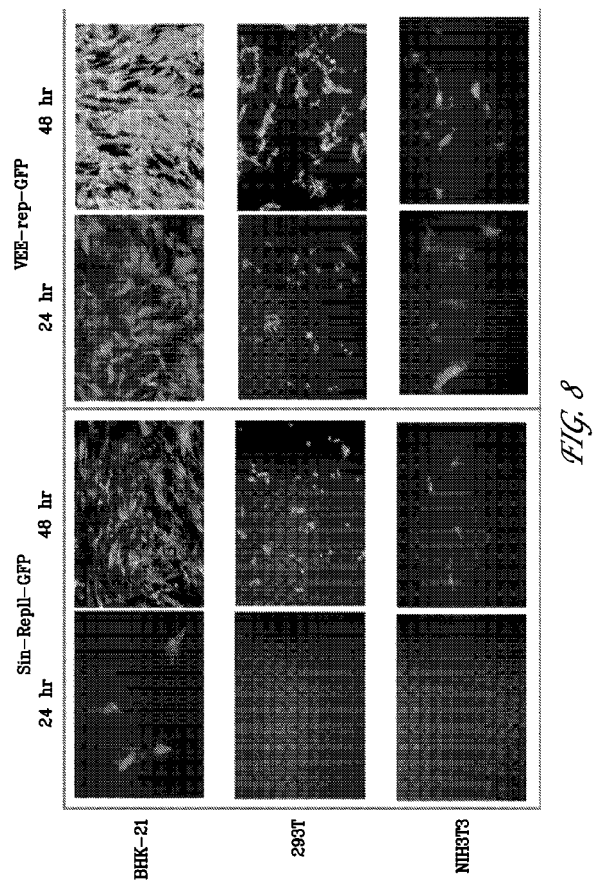 Sin-Repll-GFP VEE-rep-GFP
24 hr 48 hr 24 hr 48 hr
BHK-21
293T
NIH3T3
FIG. 8